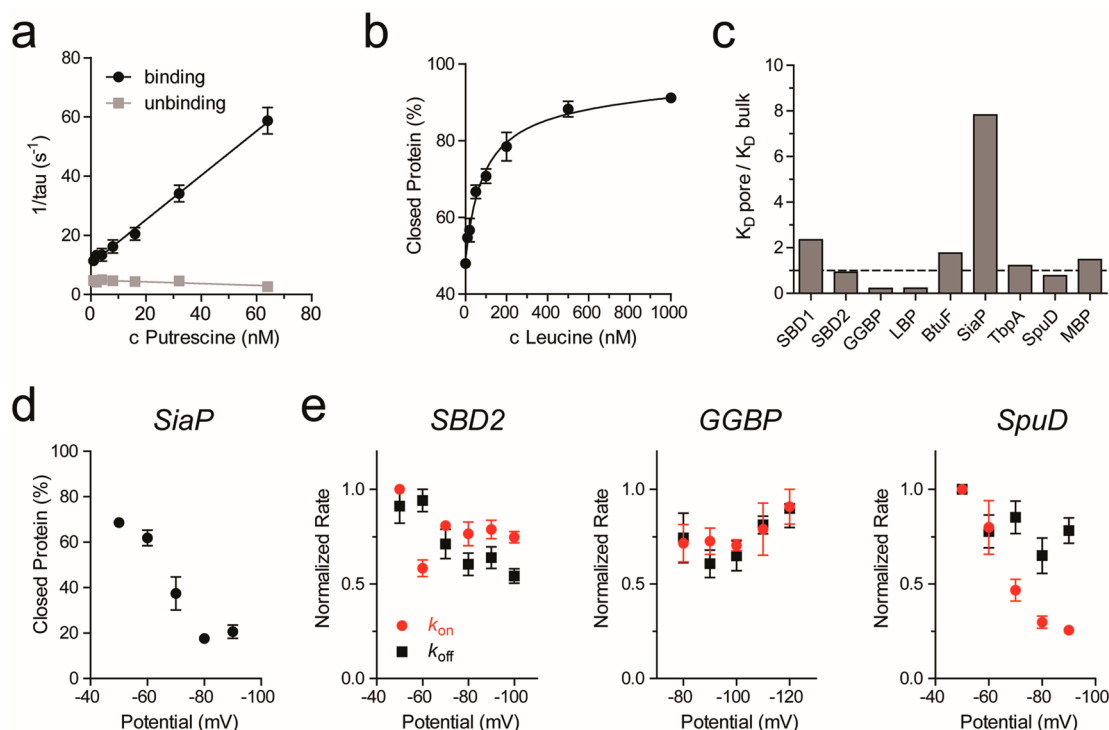 a
1/tau (s⁻¹)
80
60
40
20
0
binding
unbinding
0 20 40 60 80
c Putrescine (nM)
b
Closed Protein (%)
100
80
60
40
0 200 400 600 800 1000
c Leucine (nM)
c
K_D pore / K_D bulk
10
8
6
4
2
0
SBD1 SBD2 GGBP LBP BtuF SiaP TbpA SpuD MBP
d
SiaP
Closed Protein (%)
100
80
60
40
20
0
-40 -60 -80 -100
Potential (mV)
e
SBD2
Normalized Rate
1.0
0.5
0.0
k_on
k_off
-40 -60 -80 -100
Potential (mV)
GGBP
Normalized Rate
1.0
0.5
0.0
-80 -100 -120
Potential (mV)
SpuD
Normalized Rate
1.0
0.5
0.0
-40 -60 -80 -100
Potential (mV)